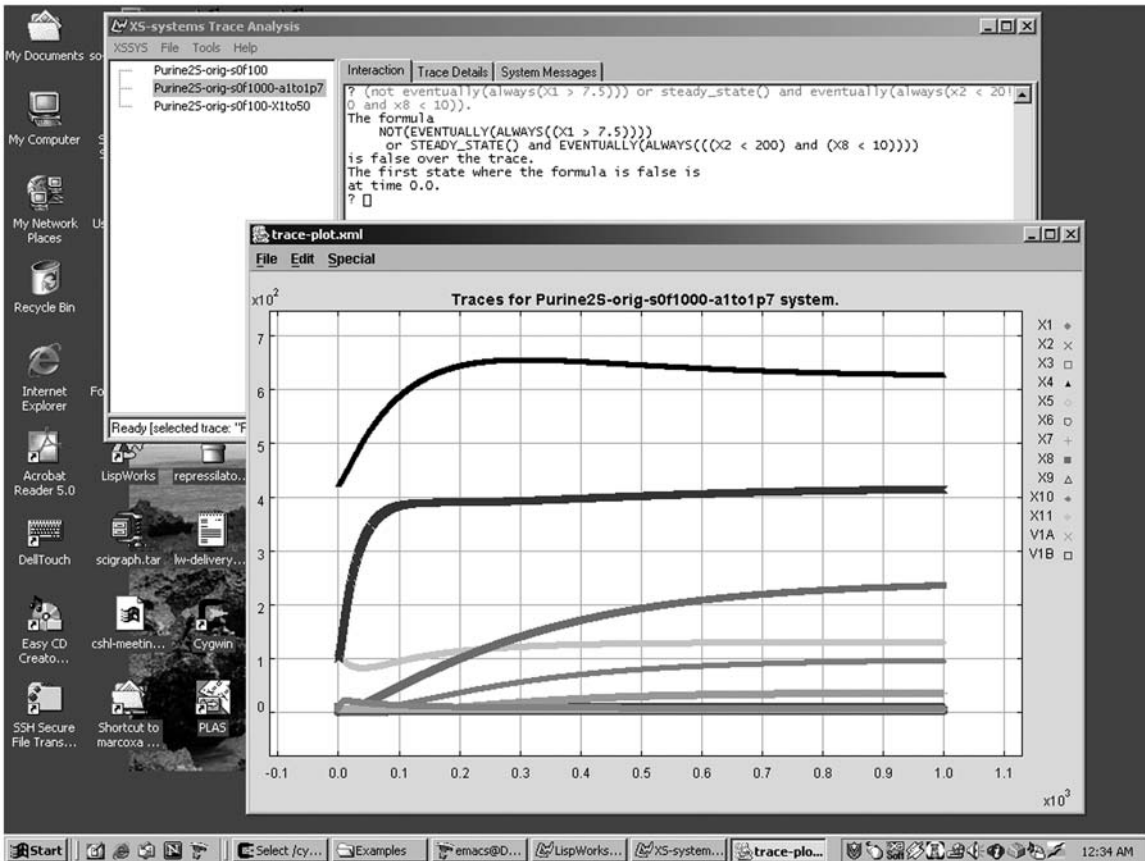 My Documents
My Computer
My Network
Places
Recycle Bin
Internet
Explorer
Acrobat
Reader 5.0
DellTouch
Easy CD
Creato...
SSH Secure
File Trans...
LispWorks
repressilato...
scigraph.tar
lw-delivery...
cshl-meetin...
Cygwin
Shortcut to
marcoxa ...
PLAS
XS-systems Trace Analysis
XSSYS File Tools Help
Purine2S-orig-s0f100
Purine2S-orig-s0f1000-a1to1p7
Purine2S-orig-s0f100-X1to50
Ready [selected trace: "F
Interaction Trace Details System Messages
? (not eventually(always(X1 > 7.5))) or steady_state() and eventually(always(x2 < 20!
0 and x8 < 10)).
The formula
NOT(EVENTUALLY(ALWAYS((X1 > 7.5))))
or STEADY_STATE() and EVENTUALLY(ALWAYS(((X2 < 200) and (X8 < 10))))
is false over the trace.
The first state where the formula is false is
at time 0.0.
?
trace-plot.xml
File Edit Special
Traces for Purine2S-orig-s0f1000-a1to1p7 system.
x10²
7
6
5
4
3
2
1
0
-0.1 0.0 0.1 0.2 0.3 0.4 0.5 0.6 0.7 0.8 0.9 1.0 1.1
x10³
X1
X2
X3
X4
X5
X6
X7
X8
X9
X10
X11
V1A
V1B
Start Select /cy... Examples emacs@D... LispWorks... XS-system... trace-plo... 12:34 AM